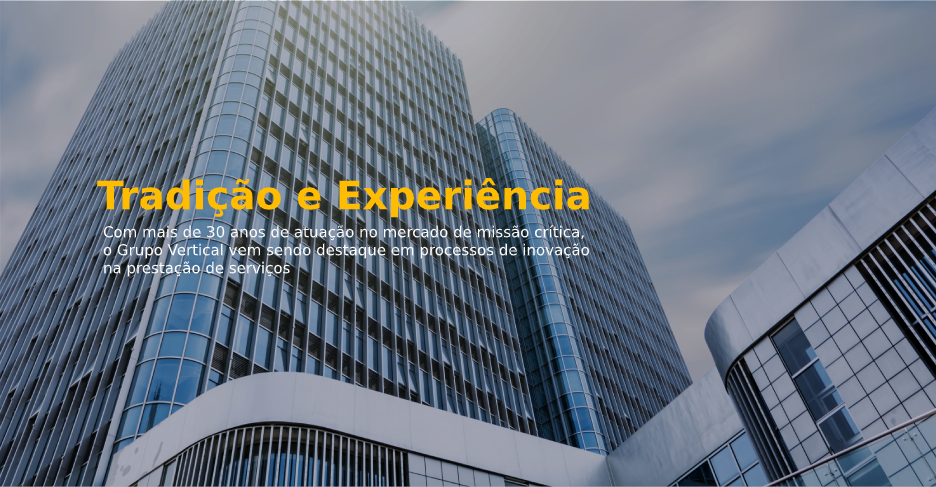 Tradição e Experiência
Com mais de 30 anos de atuação no mercado de missão crítica,
o Grupo Vertical vem sendo destaque em processos de inovação
na prestação de serviços